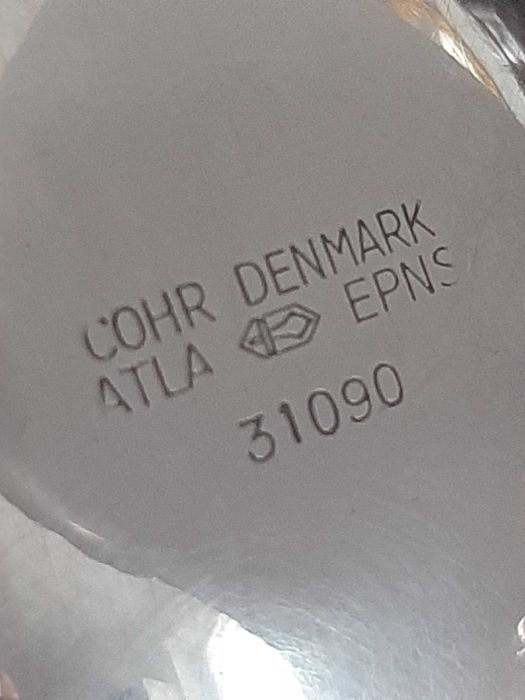 COHR DENMARK
ATLA EPNS
31090